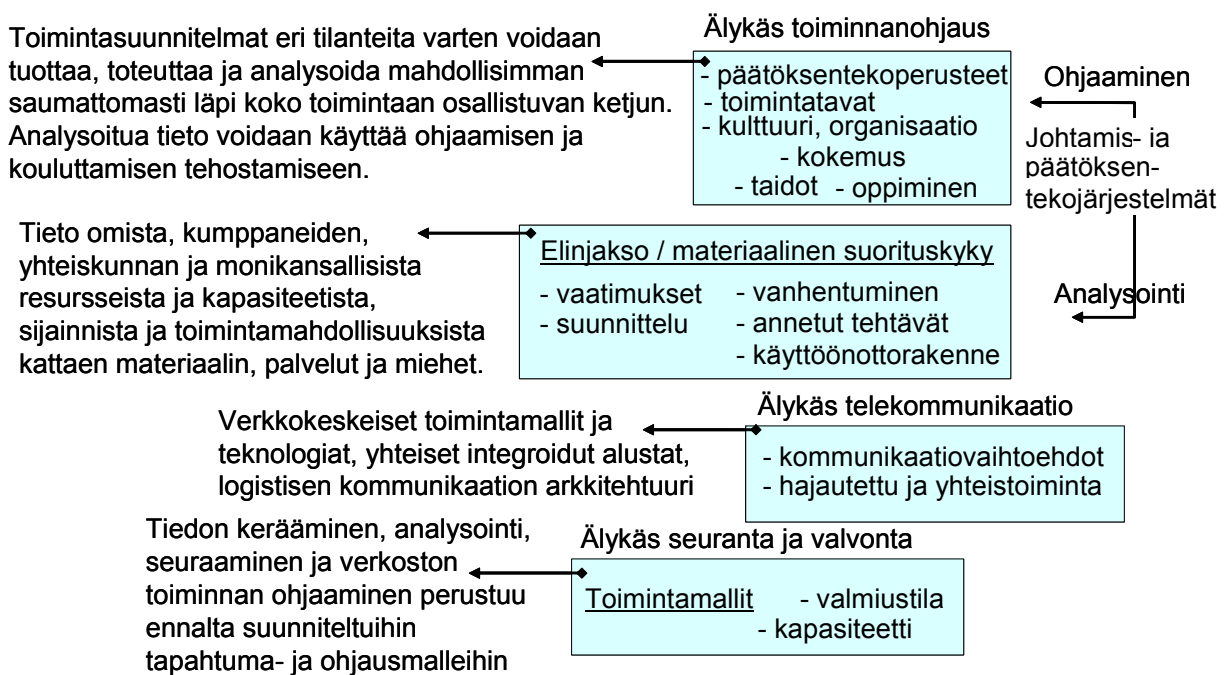 Älykäs toiminnanohjaus
Toimintasuunnitelmat eri tilanteita varten voidaan
tuottaa, toteuttaa ja analysoida mahdollisimman
saumattomasti läpi koko toimintaan osallistuvan ketjun.
Analysoitua tieto voidaan käyttää ohjaamisen ja
kouluttamisen tehostamiseen.
- päätöksentekoperusteet
- toimintatavat
- kulttuuri, organisaatio
- kokemus
- taidot - oppiminen
Ohjaaminen
Johtamis- ja
päätöksen-
tekojärjestelmät
Analysointi
Tieto omista, kumppaneiden,
yhteiskunnan ja monikansallisista
resursseista ja kapasiteetista,
sijainnista ja toimintamahdollisuuksista
kattaen materiaalin, palvelut ja miehet.
Elinjakso / materiaalinen suorituskyky
- vaatimukset - vanhentuminen
- suunnittelu - annetut tehtävät
- käyttöönottorakenne
Älykäs telekommunikaatio
Verkkokeskeiset toimintamallit ja
teknologiat, yhteiset integroidut alustat,
logistisen kommunikaation arkkitehtuuri
- kommunikaatiovaihtoehdot
- hajautettu ja yhteistoiminta
Älykäs seuranta ja valvonta
Tiedon kerääminen, analysointi,
seuraaminen ja verkoston
toiminnan ohjaaminen perustuu
ennalta suunniteltuihin
tapahtuma- ja ohjausmalleihin
Toimintamallit - valmiustila
- kapasiteetti